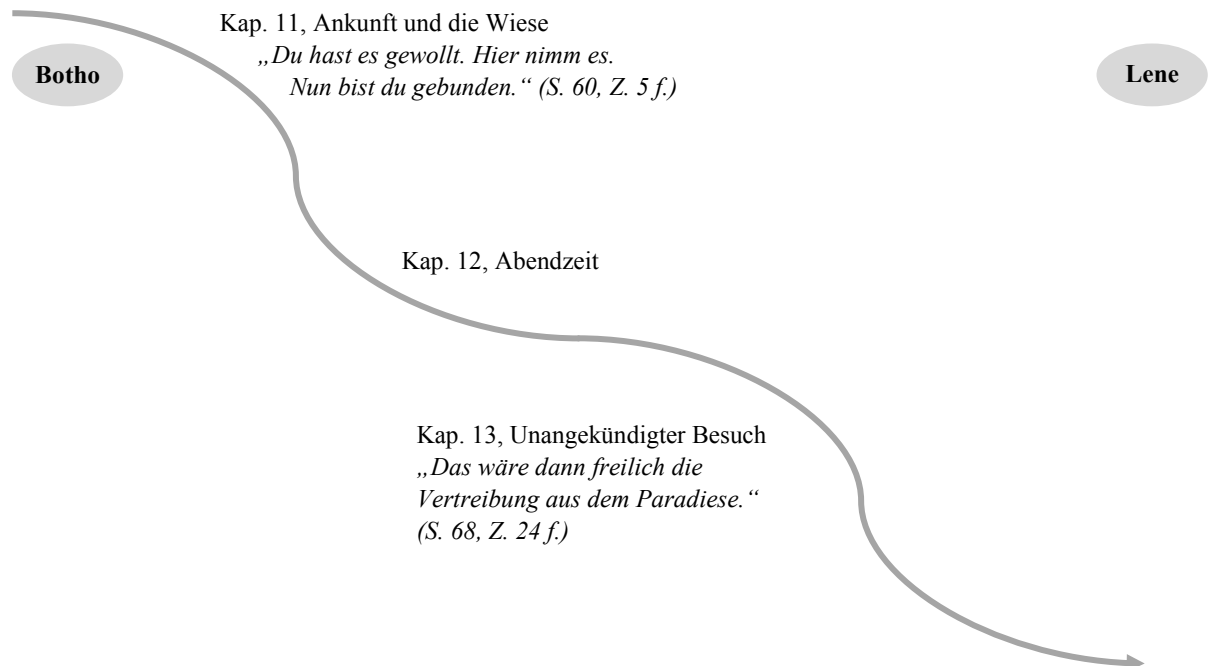 Kap. 11, Ankunft und die Wiese
„Du hast es gewollt. Hier nimm es.
Nun bist du gebunden.“ (S. 60, Z. 5 f.)
Botho
Lene
Kap. 12, Abendzeit
Kap. 13, Unangekündigter Besuch
„Das wäre dann freilich die
Vertreibung aus dem Paradiese.“
(S. 68, Z. 24 f.)